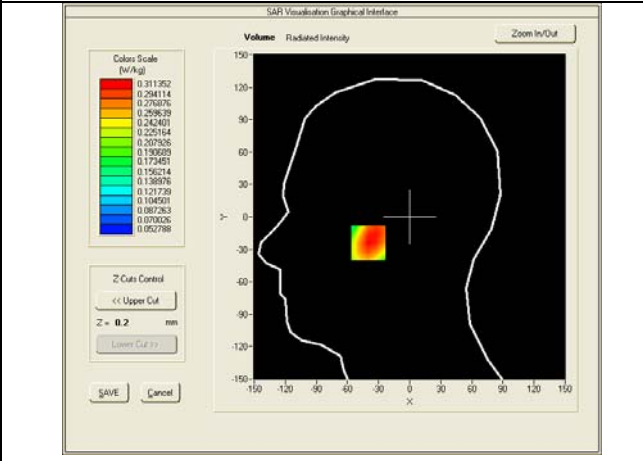 SAR Visualisation Graphical Interface
Volume Radiated Intensity
Zoom In/Out
Colors Scale
(W/kg)
0.311352
0.294114
0.276876
0.259639
0.242401
0.225164
0.207926
0.190689
0.173451
0.156214
0.138976
0.121739
0.104501
0.087263
0.070026
0.052788
Z Cuts Control
<< Upper Cut
Z = 0.2 mm
Lower Cut >>
SAVE Cancel
150
120
90
60
30
0
-30
-60
-90
-120
-150
Y
-150 -120 -90 -60 -30 0 30 60 90 120 150
X